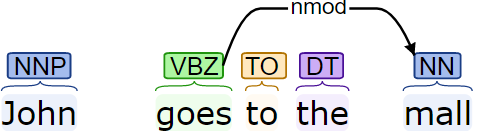 nmod
NNP VBZ TO DT NN
John goes to the mall